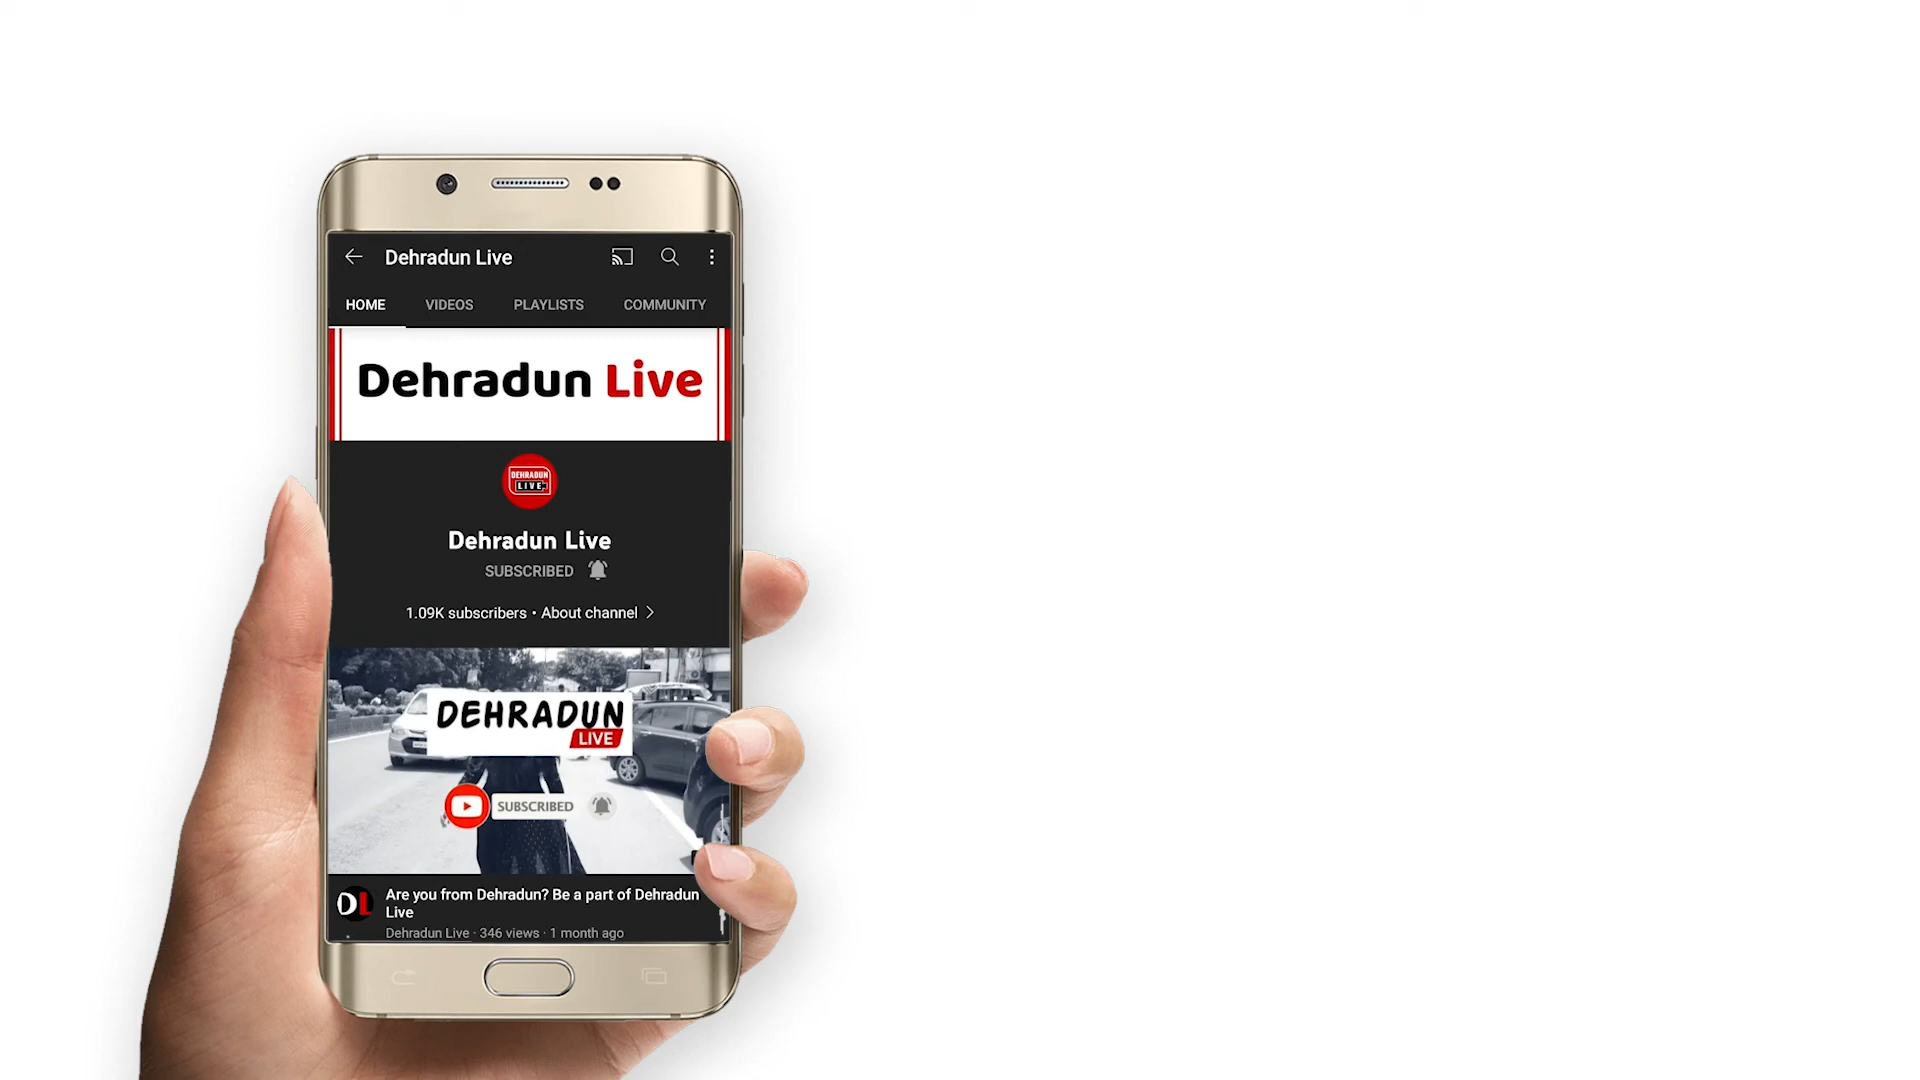 Dehradun Live
HOME VIDEOS PLAYLISTS COMMUNITY
Dehradun Live
DEHRADUN
LIVE
Dehradun Live
SUBSCRIBED
1.09K subscribers • About channel
DEHRADUN
LIVE
SUBSCRIBED
DL
Are you from Dehradun? Be a part of Dehradun
Live
Dehradun Live · 346 views · 1 month ago